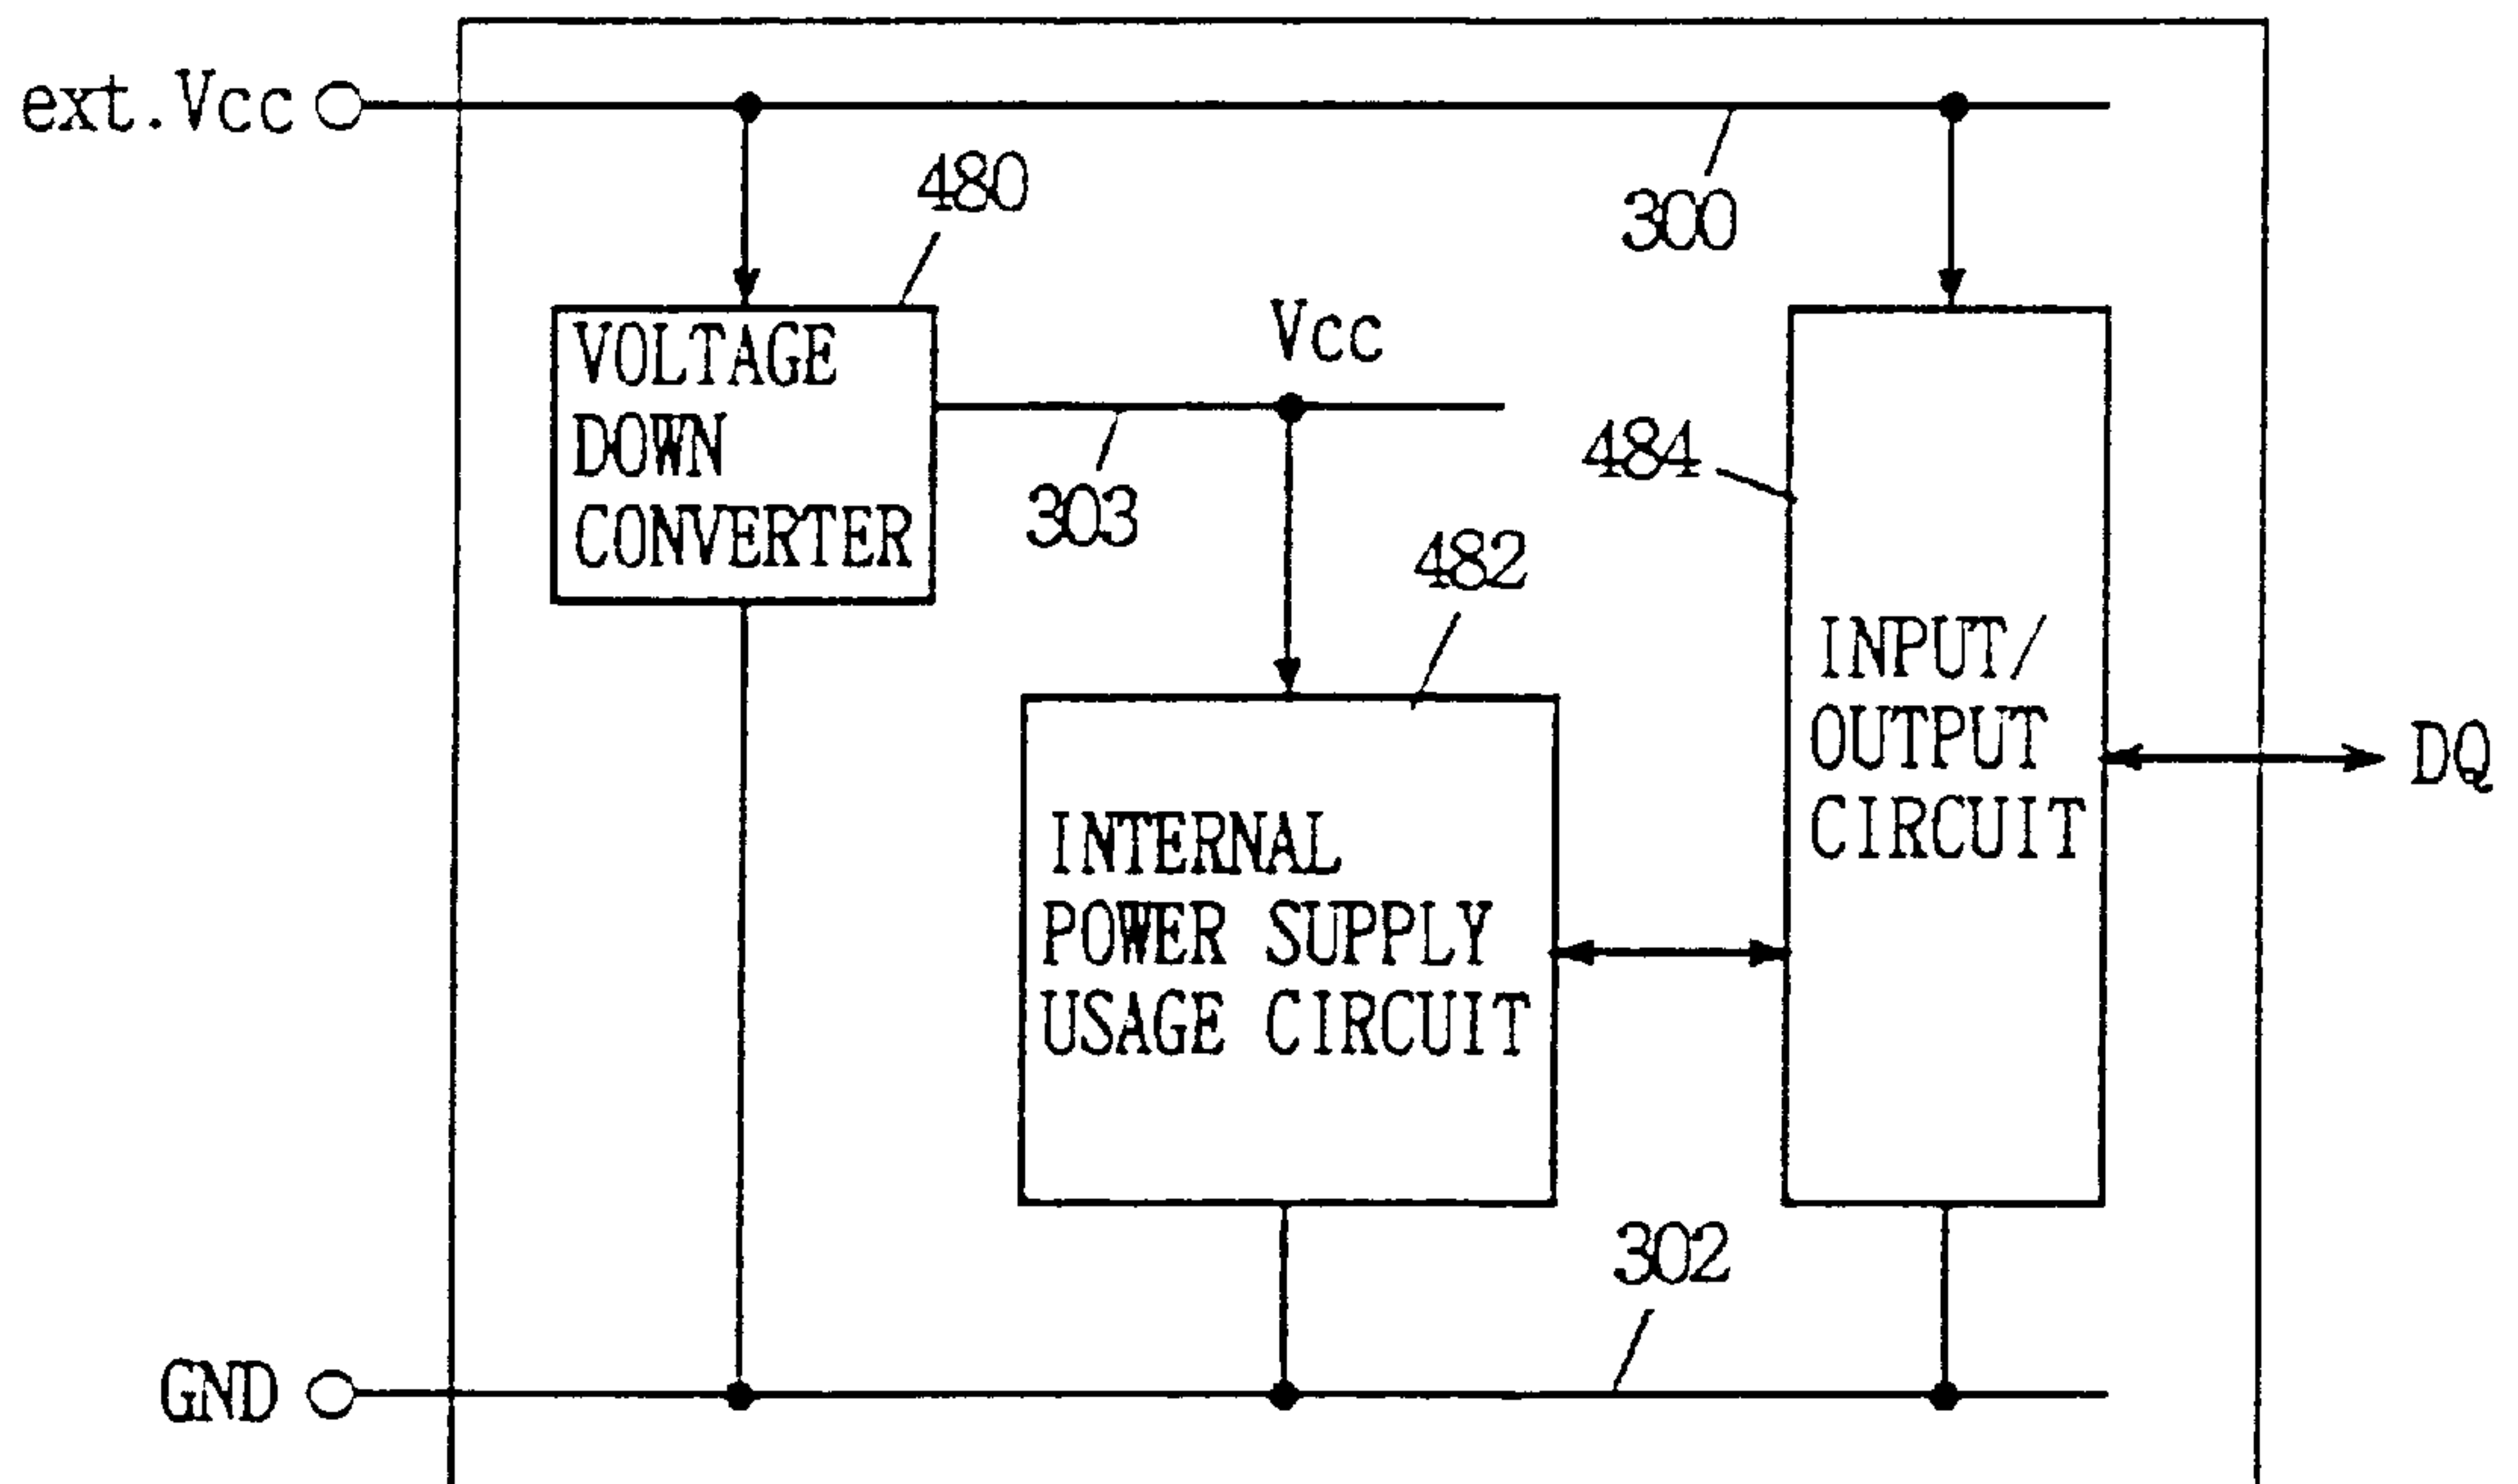 ext.Vcc
480
300
VOLTAGE
DOWN
CONVERTER
Vcc
303
484
482
INPUT/
OUTPUT
CIRCUIT
DQ
INTERNAL
POWER SUPPLY
USAGE CIRCUIT
302
GND